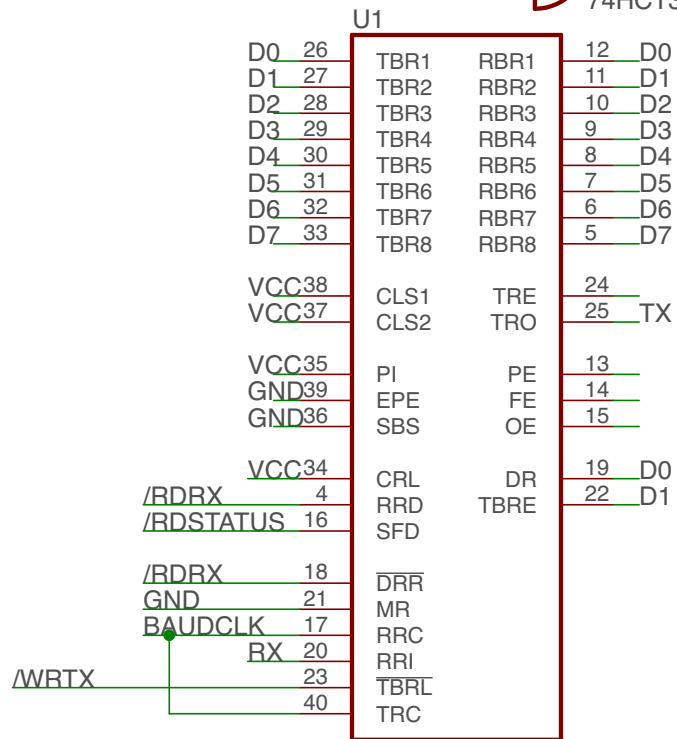 74HCT3
U1
D0 26 TBR1 RBR1 12 D0
D1 27 TBR2 RBR2 11 D1
D2 28 TBR3 RBR3 10 D2
D3 29 TBR4 RBR4 9 D3
D4 30 TBR5 RBR5 8 D4
D5 31 TBR6 RBR6 7 D5
D6 32 TBR7 RBR7 6 D6
D7 33 TBR8 RBR8 5 D7
VCC 38 CLS1 TRE 24
VCC 37 CLS2 TRO 25 TX
VCC 35 PI PE 13
GND 39 EPE FE 14
GND 36 SBS OE 15
VCC 34 CRL DR 19 D0
/RDRX 4 RRD TBRE 22 D1
/RDSTATUS 16 SFD
/RDRX 18 DRR
GND 21 MR
BAUDCLK 17 RRC
RX 20 RRI
/WRTX 23 TBRL
40 TRC